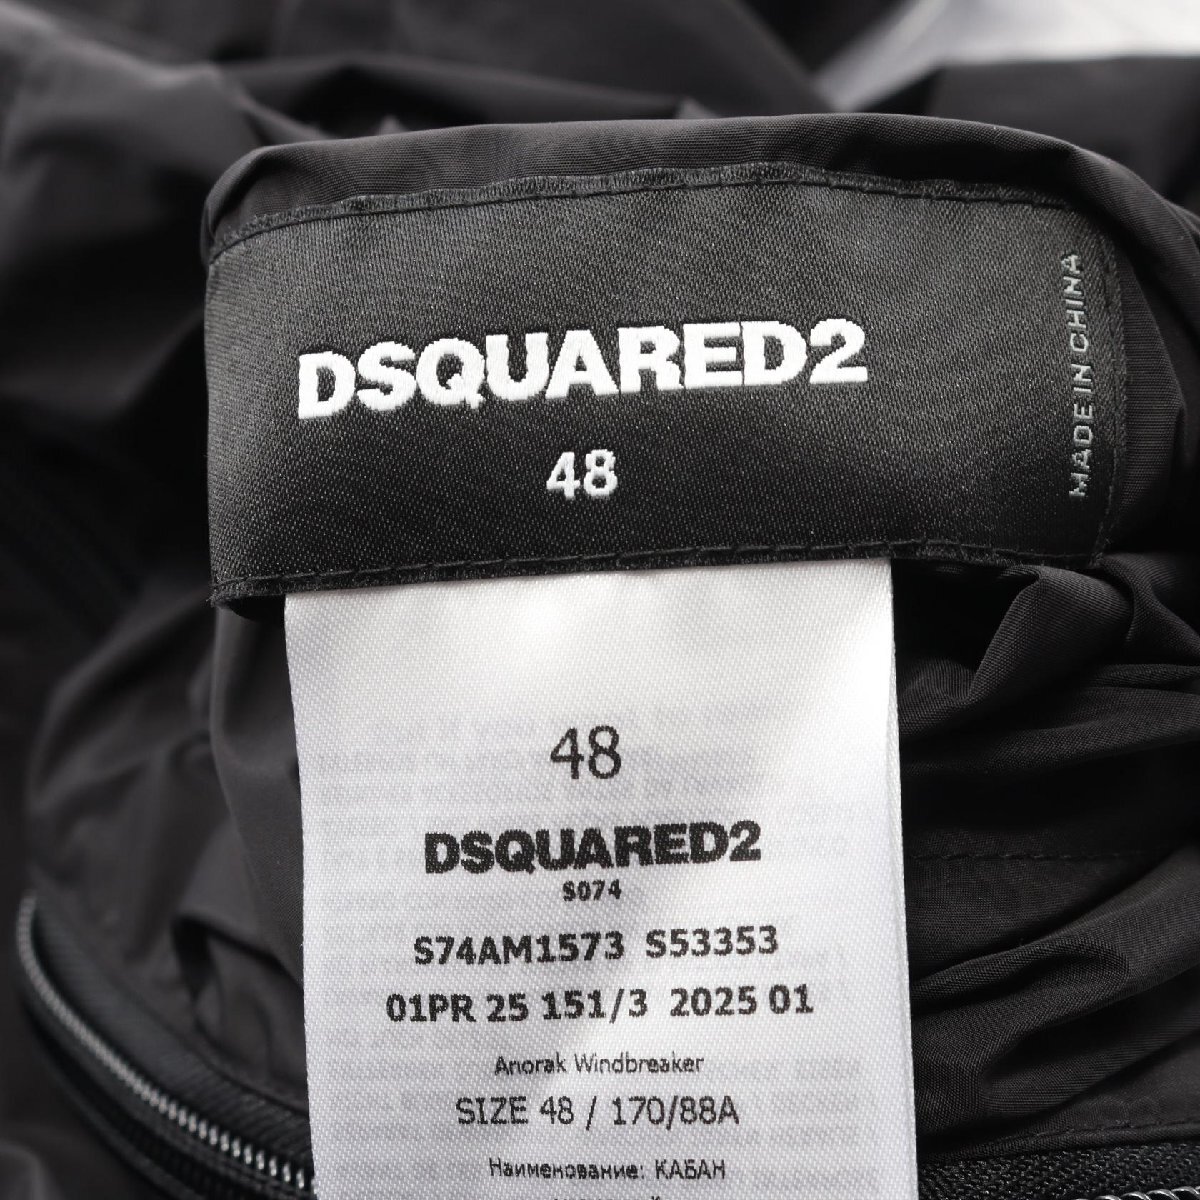 DSQUARED2
48
MADE IN CHINA
48
DSQUARED2
S074
S74AM1573 S53353
01PR 25 151/3 2025 01
Anorak Windbreaker
SIZE 48 / 170/88A
Наименование: КАБАН